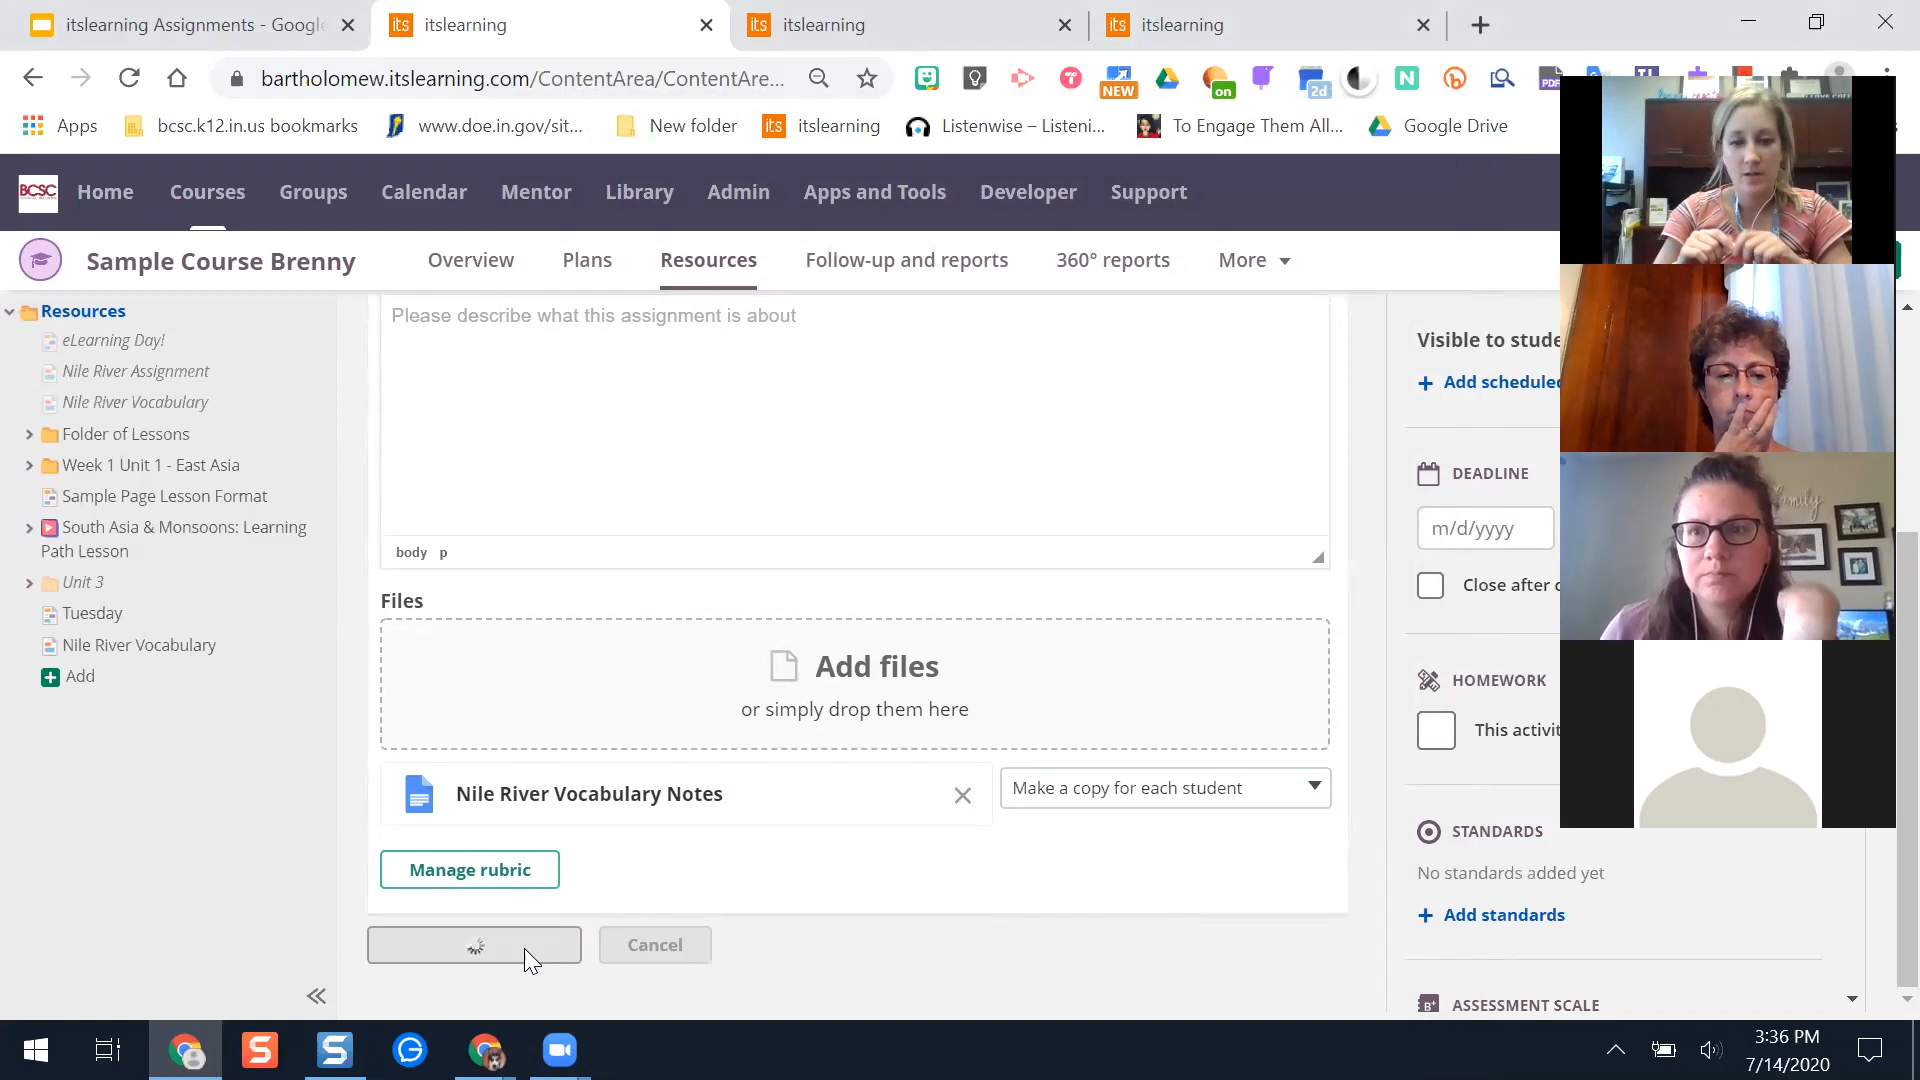 itslearning Assignments - Google
itslearning
itslearning
itslearning
bartholomew.itslearning.com/ContentArea/ContentAre...
NEW
on
2d
N
PDF
Apps
bcsc.k12.in.us bookmarks
www.doe.in.gov/sit...
New folder
its
itslearning
Listenwise – Listeni...
To Engage Them All...
Google Drive
BCSC
Home
Courses
Groups
Calendar
Mentor
Library
Admin
Apps and Tools
Developer
Support
Sample Course Brenny
Overview
Plans
Resources
Follow-up and reports
360° reports
More
Resources
eLearning Day!
Nile River Assignment
Nile River Vocabulary
Folder of Lessons
Week 1 Unit 1 - East Asia
Sample Page Lesson Format
South Asia & Monsoons: Learning
Path Lesson
Unit 3
Tuesday
Nile River Vocabulary
Add
Please describe what this assignment is about
body p
Files
Add files
or simply drop them here
Nile River Vocabulary Notes
Make a copy for each student
Manage rubric
Cancel
Visible to stude
Add scheduled
DEADLINE
m/d/yyyy
Close after d
HOMEWORK
This activit
STANDARDS
No standards added yet
Add standards
ASSESSMENT SCALE
family
3:36 PM
7/14/2020